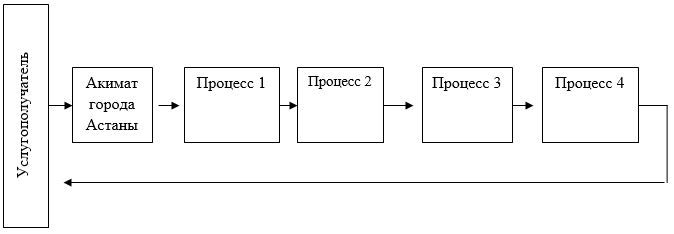 Услугополучатель
Акимат
города
Астаны
Процесс 1
Процесс 2
Процесс 3
Процесс 4